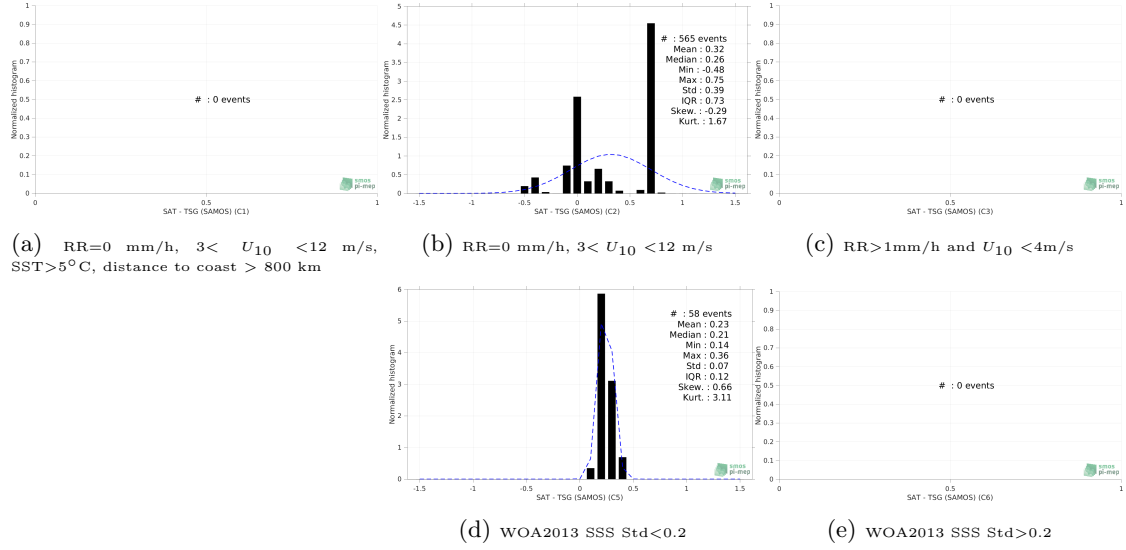 1
0.9
0.8
0.7
0.6
0.5
0.4
0.3
0.2
0.1
0
0 0.5 1
Normalized histogram
# : 0 events
SAT - TSG (SAMOS) (C1)
smos
pi-mep
(a) RR=0 mm/h, 3< U10 <12 m/s,
SST>5°C, distance to coast > 800 km
5
4.5
4
3.5
3
2.5
2
1.5
1
0.5
0
-1.5 -1 -0.5 0 0.5 1 1.5
Normalized histogram
# : 565 events
Mean : 0.32
Median : 0.26
Min : -0.48
Max : 0.75
Std : 0.39
IQR : 0.73
Skew. : -0.29
Kurt. : 1.67
SAT - TSG (SAMOS) (C2)
smos
pi-mep
(b) RR=0 mm/h, 3< U10 <12 m/s
1
0.9
0.8
0.7
0.6
0.5
0.4
0.3
0.2
0.1
0
0 0.5 1
Normalized histogram
# : 0 events
SAT - TSG (SAMOS) (C3)
smos
pi-mep
(c) RR>1mm/h and U10 <4m/s
6
5
4
3
2
1
0
-1.5 -1 -0.5 0 0.5 1 1.5
Normalized histogram
# : 58 events
Mean : 0.23
Median : 0.21
Min : 0.14
Max : 0.36
Std : 0.07
IQR : 0.12
Skew. : 0.66
Kurt. : 3.11
SAT - TSG (SAMOS) (C5)
smos
pi-mep
(d) WOA2013 SSS Std<0.2
1
0.9
0.8
0.7
0.6
0.5
0.4
0.3
0.2
0.1
0
0 0.5 1
Normalized histogram
# : 0 events
SAT - TSG (SAMOS) (C6)
smos
pi-mep
(e) WOA2013 SSS Std>0.2